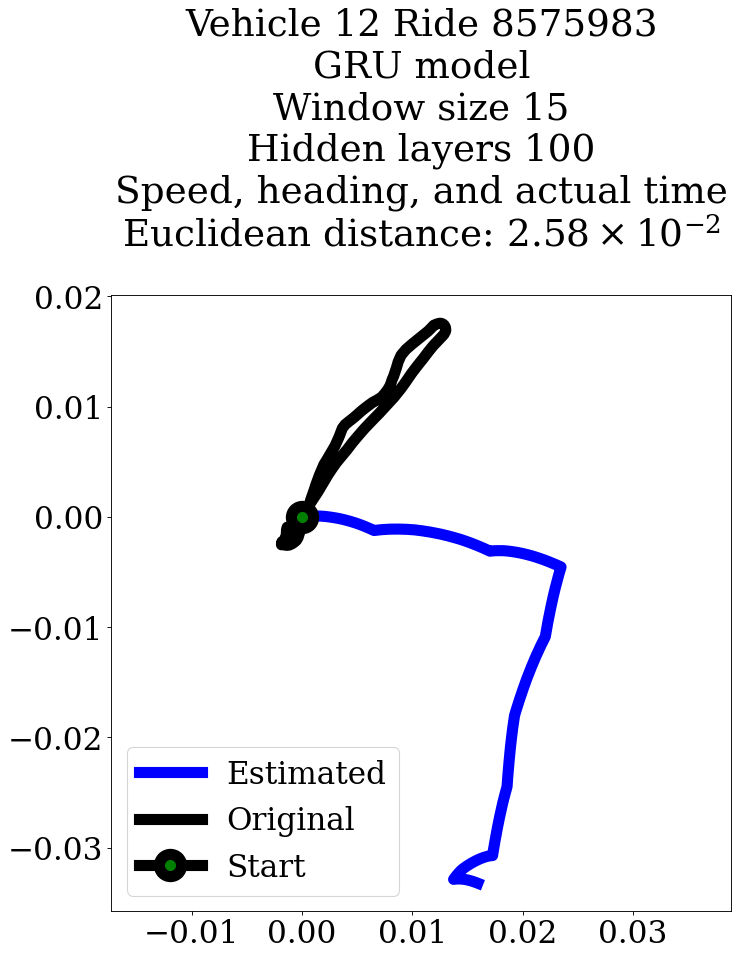 Vehicle 12 Ride 8575983
GRU model
Window size 15
Hidden layers 100
Speed, heading, and actual time
Euclidean distance: 2.58 × 10⁻²
0.02
0.01
0.00
−0.01
−0.02
−0.03
Estimated
Original
Start
−0.01 0.00 0.01 0.02 0.03